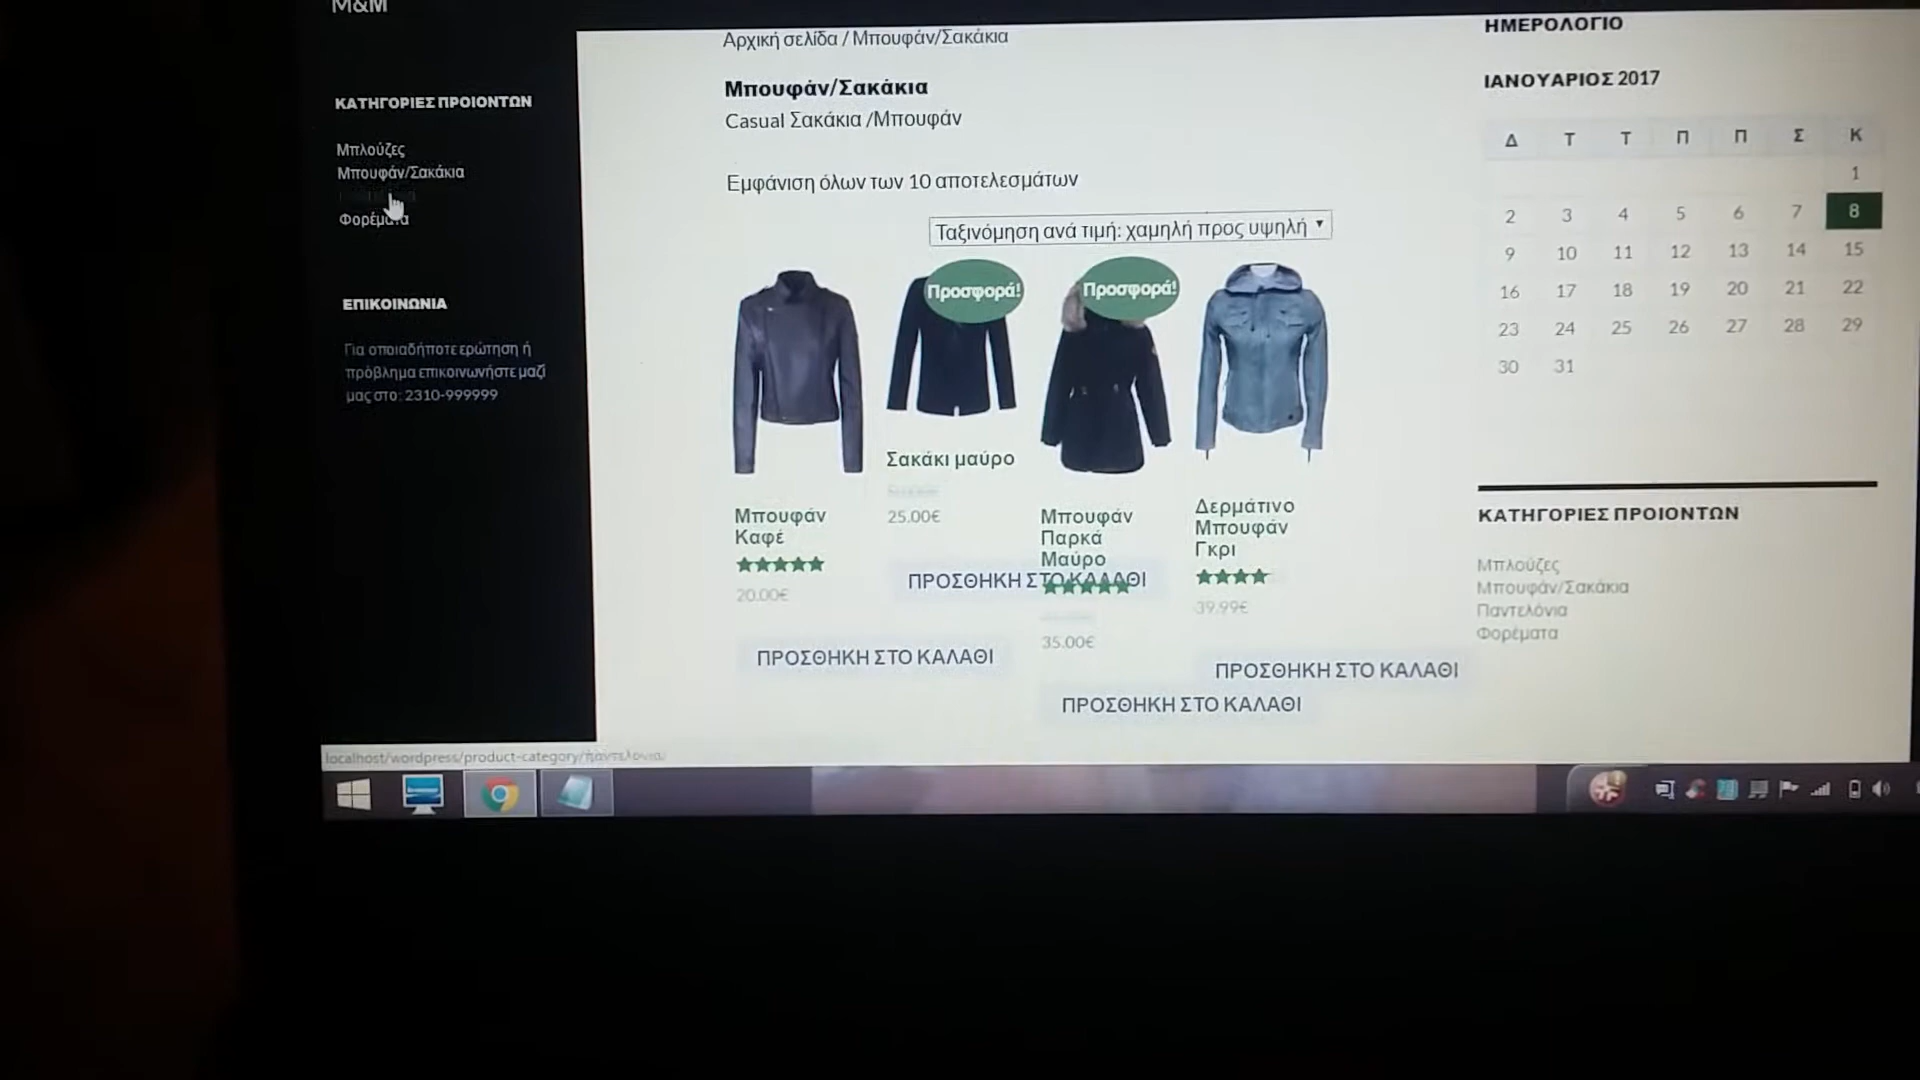 M&M
ΚΑΤΗΓΟΡΙΕΣ ΠΡΟΙΟΝΤΩΝ
Μπλούζες
Μπουφάν/Σακάκια
Φορέματα
ΕΠΙΚΟΙΝΩΝΙΑ
Για οποιαδήποτε ερώτηση ή
πρόβλημα επικοινωνήστε μαζί
μας στο: 2310-999999
Αρχική σελίδα / Μπουφάν/Σακάκια
Μπουφάν/Σακάκια
Casual Σακάκια /Μπουφάν
Εμφάνιση όλων των 10 αποτελεσμάτων
Ταξινόμηση ανά τιμή: χαμηλή προς υψηλή
Μπουφάν
Καφέ
20.00€
ΠΡΟΣΘΗΚΗ ΣΤΟ ΚΑΛΑΘΙ
Προσφορά!
Σακάκι μαύρο
25.00€
ΠΡΟΣΘΗΚΗ ΣΤΟ ΚΑΛΑΘΙ
Προσφορά!
Μπουφάν
Παρκά
Μαύρο
35.00€
ΠΡΟΣΘΗΚΗ ΣΤΟ ΚΑΛΑΘΙ
Δερμάτινο
Μπουφάν
Γκρι
39.99€
ΠΡΟΣΘΗΚΗ ΣΤΟ ΚΑΛΑΘΙ
ΗΜΕΡΟΛΟΓΙΟ
ΙΑΝΟΥΑΡΙΟΣ 2017
Δ Τ Τ Π Π Σ Κ
1
2 3 4 5 6 7 8
9 10 11 12 13 14 15
16 17 18 19 20 21 22
23 24 25 26 27 28 29
30 31
ΚΑΤΗΓΟΡΙΕΣ ΠΡΟΙΟΝΤΩΝ
Μπλούζες
Μπουφάν/Σακάκια
Παντελόνια
Φορέματα
localhost/wordpress/product-category/παντελονια/